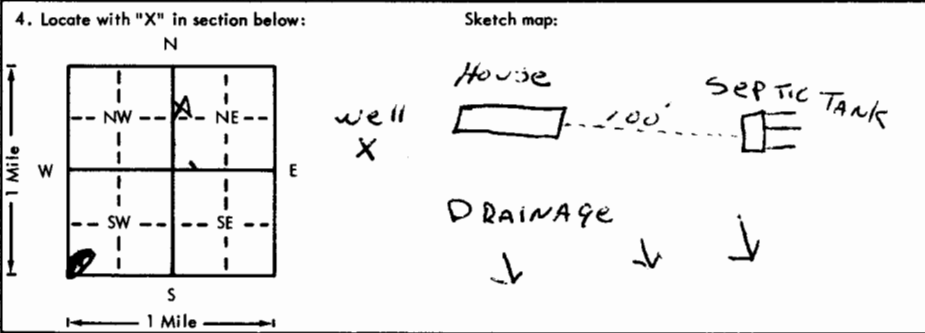 4. Locate with "X" in section below:
Sketch map:
N
NW
NE
W
E
SW
SE
S
1 Mile
1 Mile
House
well
X
100'
Septic Tank
Drainage